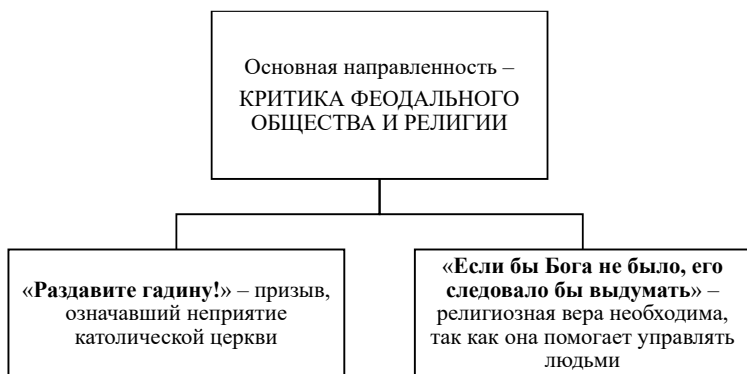 Основная направленность –
КРИТИКА ФЕОДАЛЬНОГО
ОБЩЕСТВА И РЕЛИГИИ
«Раздавите гадину!» – призыв,
означавший неприятие
католической церкви
«Если бы Бога не было, его
следовало бы выдумать» –
религиозная вера необходима,
так как она помогает управлять
людьми